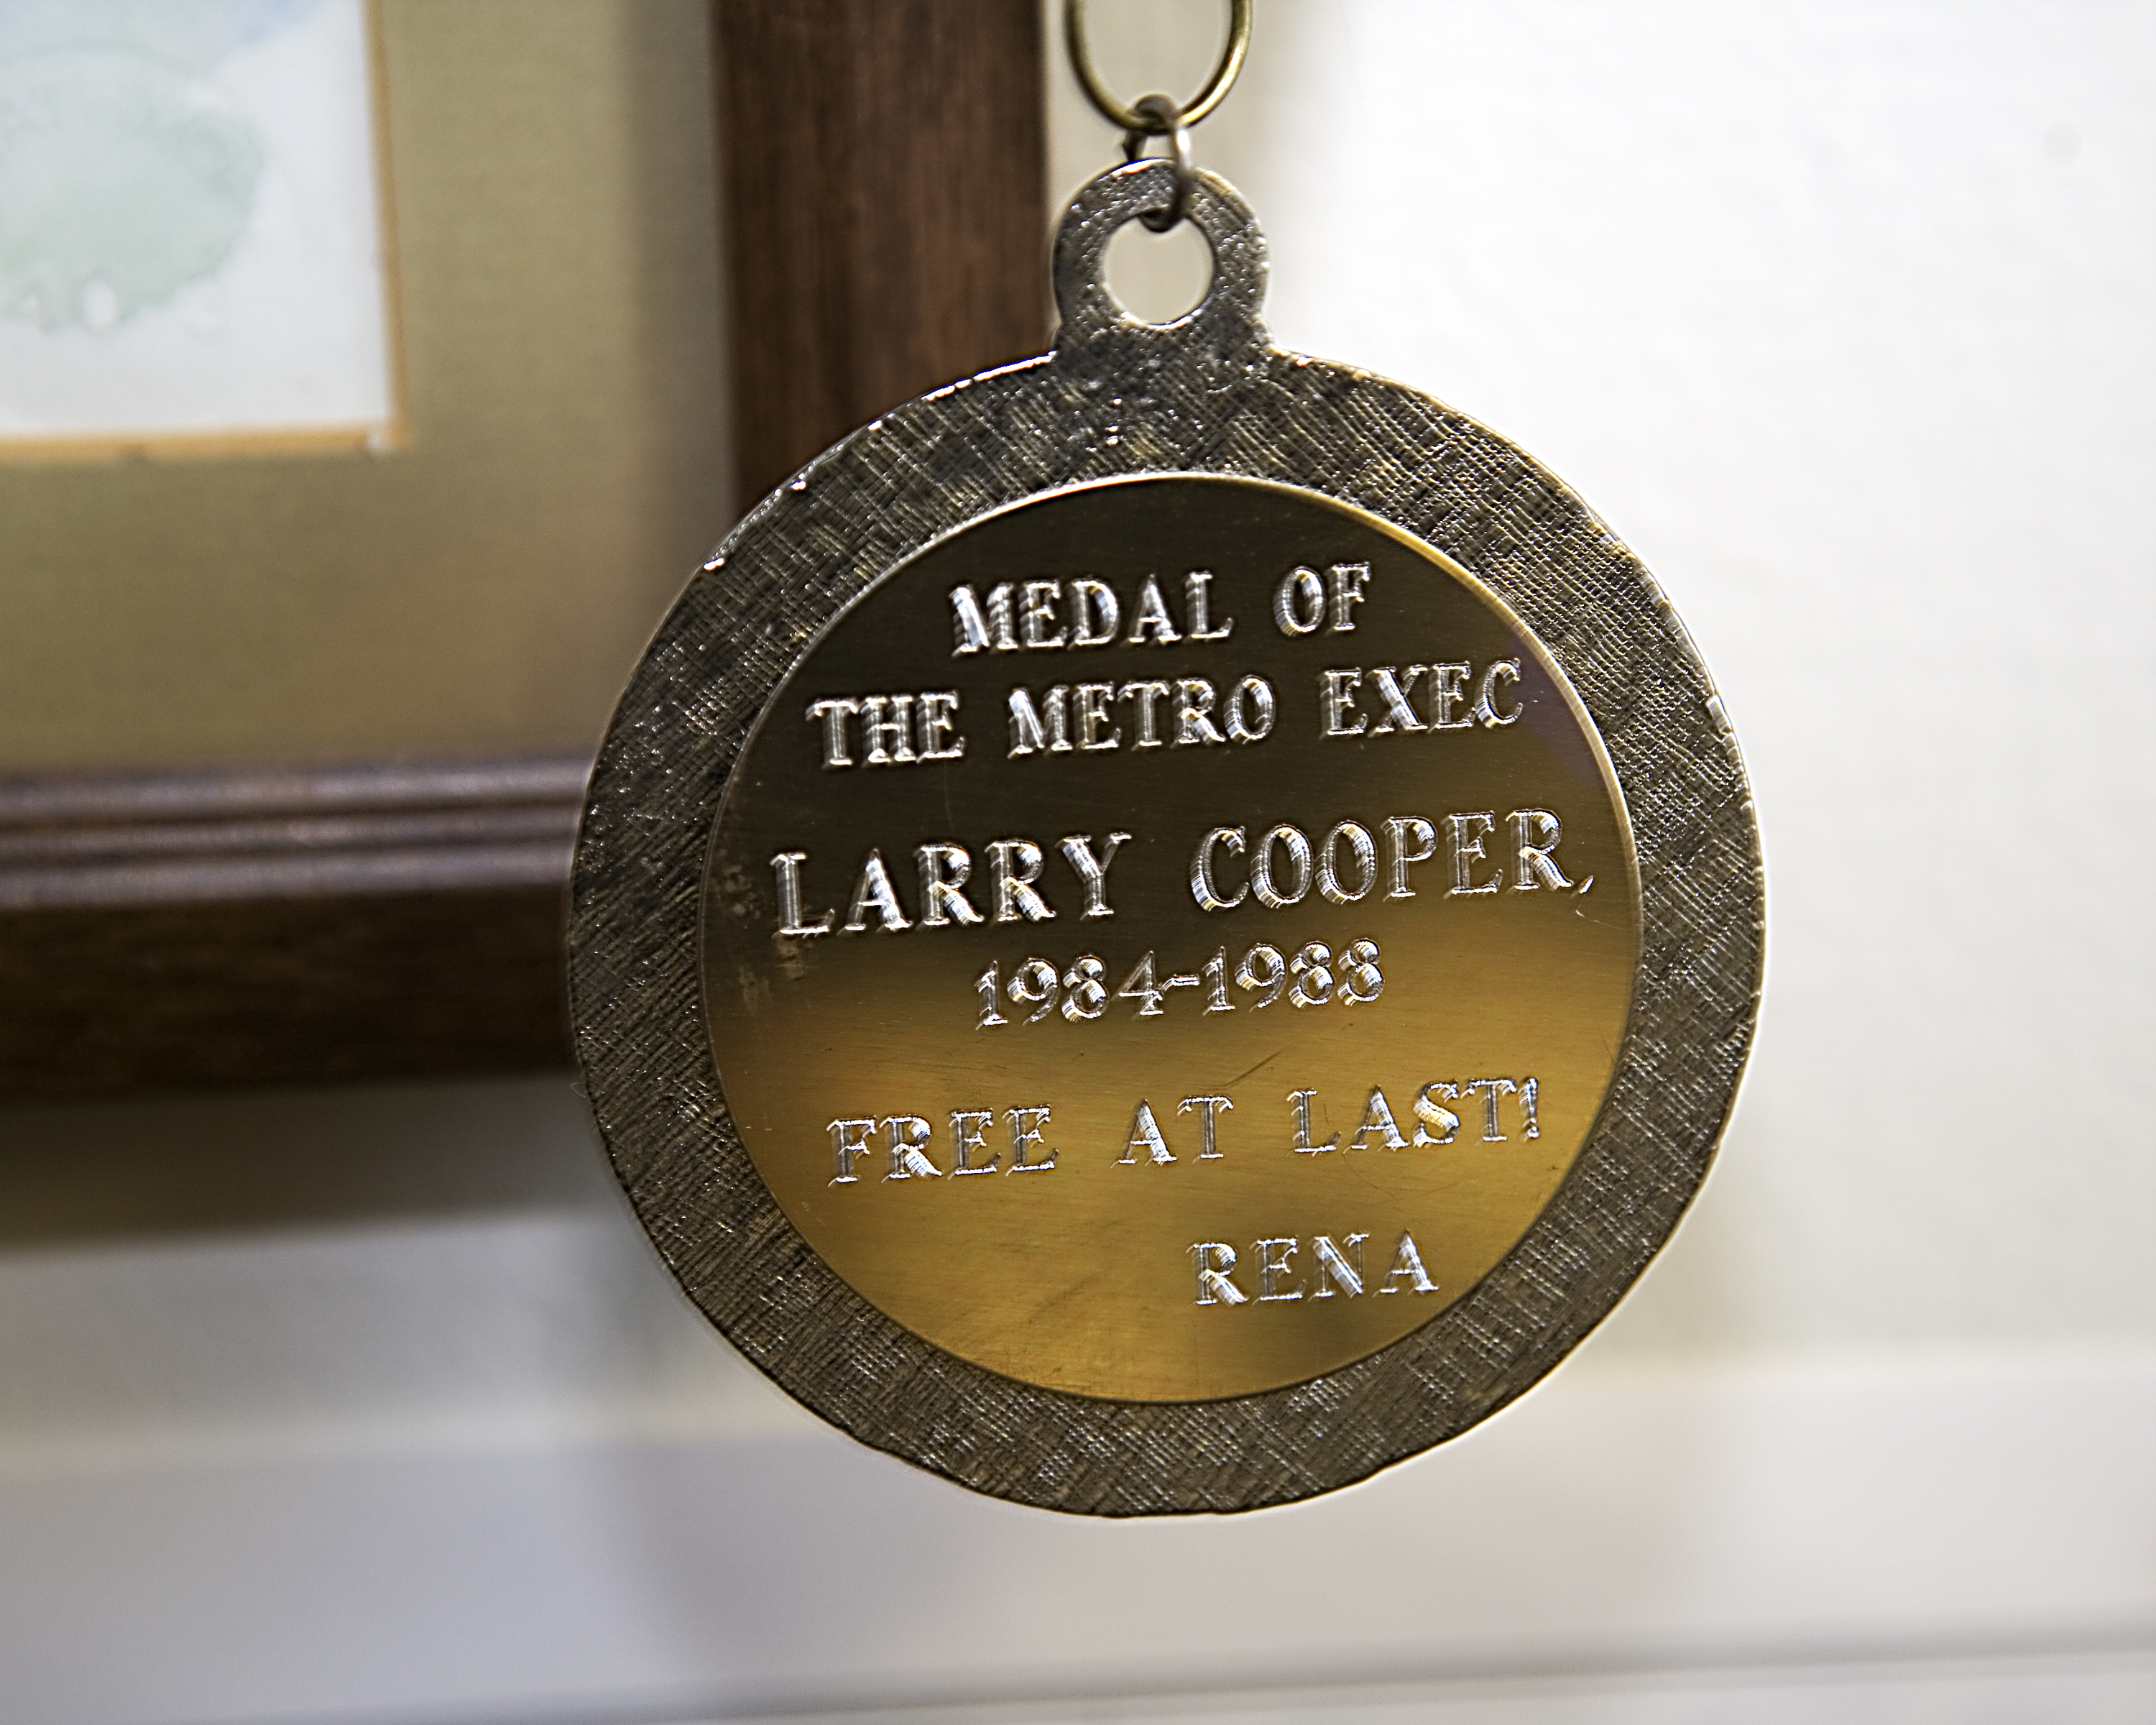 MEDAL OF
THE METRO EXEC
LARRY COOPER,
1984-1988
FREE AT LAST!
RENA